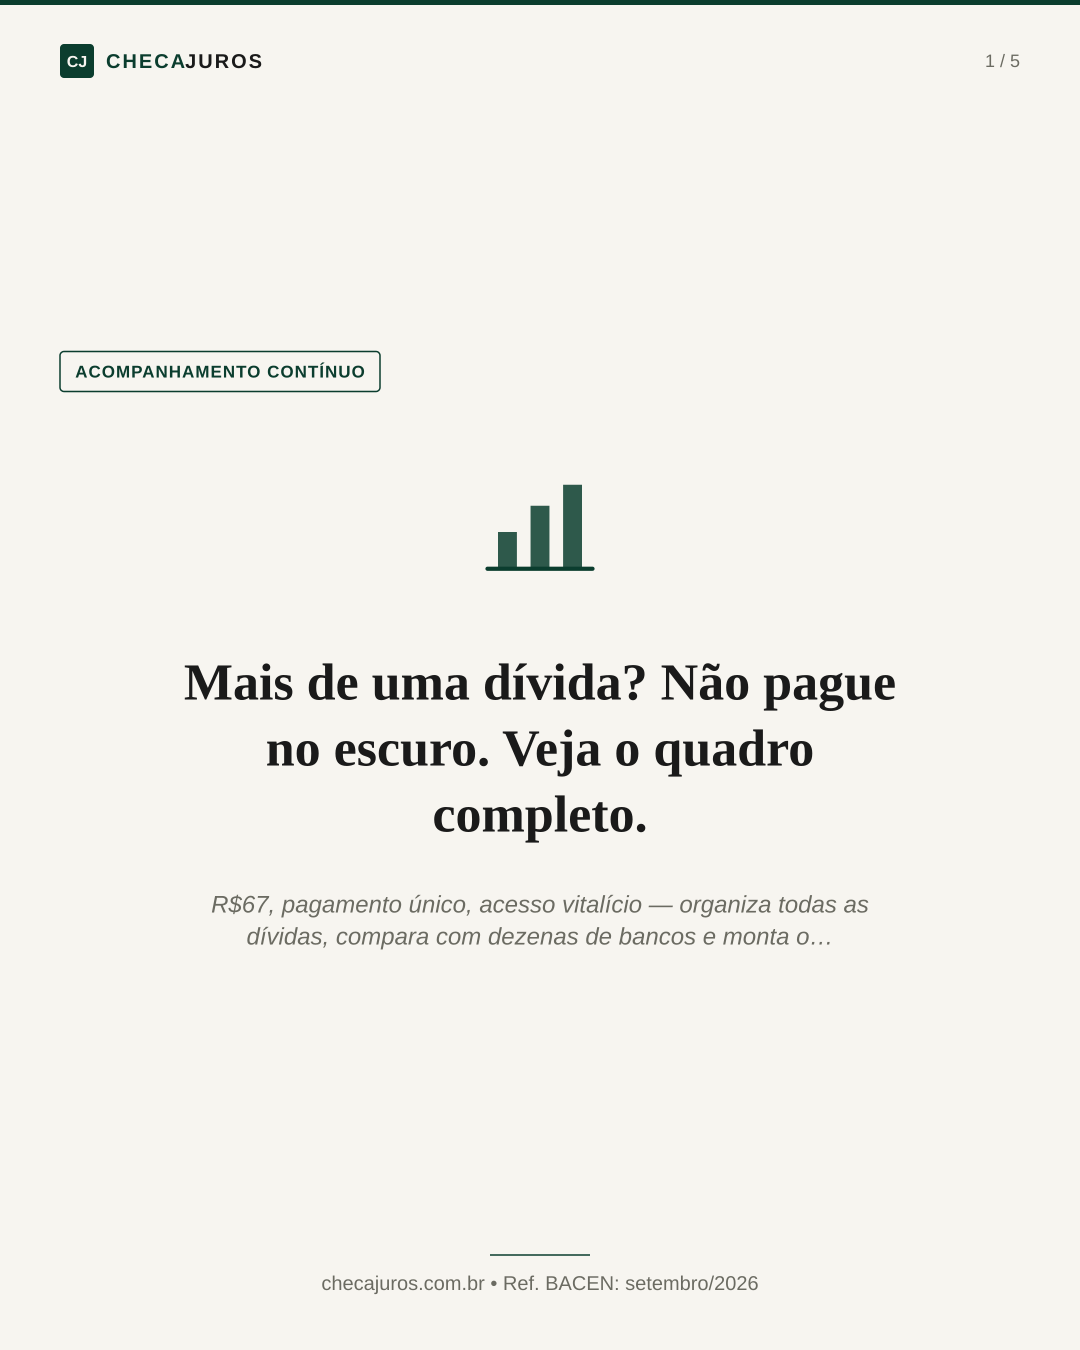 CJ CHECAJUROS
1 / 5
ACOMPANHAMENTO CONTÍNUO
Mais de uma dívida? Não pague
no escuro. Veja o quadro
completo.
R$67, pagamento único, acesso vitalício — organiza todas as
dívidas, compara com dezenas de bancos e monta o…
checajuros.com.br • Ref. BACEN: setembro/2026